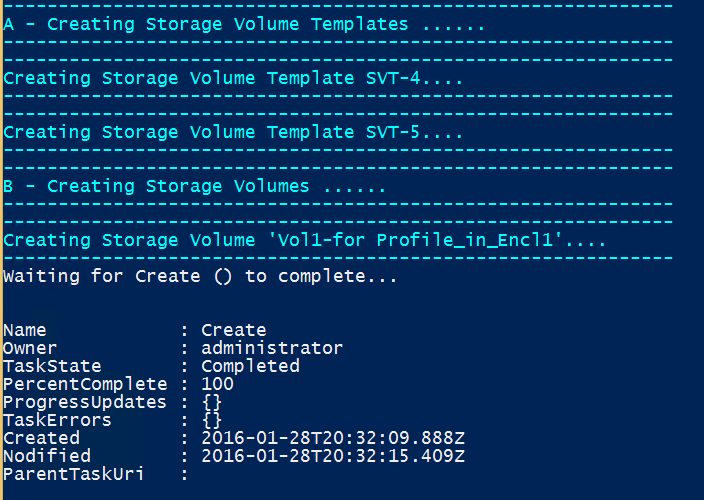 ------------------------------------------------------------
A - Creating Storage Volume Templates ......
------------------------------------------------------------
------------------------------------------------------------
Creating Storage Volume Template SVT-4....
------------------------------------------------------------
------------------------------------------------------------
Creating Storage Volume Template SVT-5....
------------------------------------------------------------
------------------------------------------------------------
B - Creating Storage Volumes ......
------------------------------------------------------------
------------------------------------------------------------
Creating Storage Volume 'Vol1-for Profile_in_Encl1'....
------------------------------------------------------------
Waiting for Create () to complete...
Name            : Create
Owner           : administrator
TaskState       : Completed
PercentComplete : 100
ProgressUpdates : {}
TaskErrors      : {}
Created         : 2016-01-28T20:32:09.888Z
Nodified        : 2016-01-28T20:32:15.409Z
ParentTaskUri   :